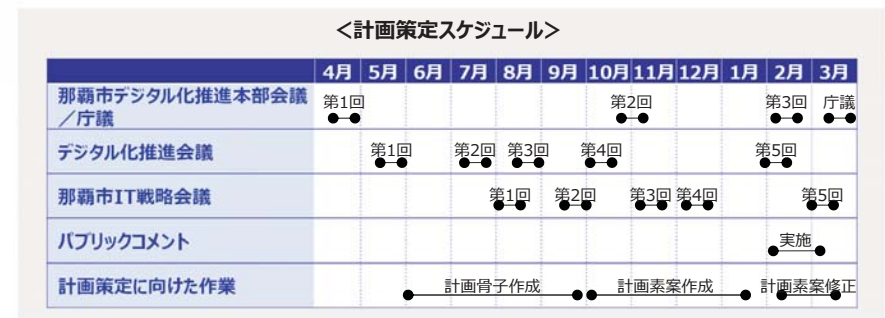 ＜計画策定スケジュール＞
4月 5月 6月 7月 8月 9月 10月 11月 12月 1月 2月 3月
那覇市デジタル化推進本部会議
／庁議
第1回 第2回 第3回 庁議
デジタル化推進会議 第1回 第2回 第3回 第4回 第5回
那覇市IT戦略会議 第1回 第2回 第3回 第4回 第5回
パブリックコメント 実施
計画策定に向けた作業 計画骨子作成 計画素案作成 計画素案修正